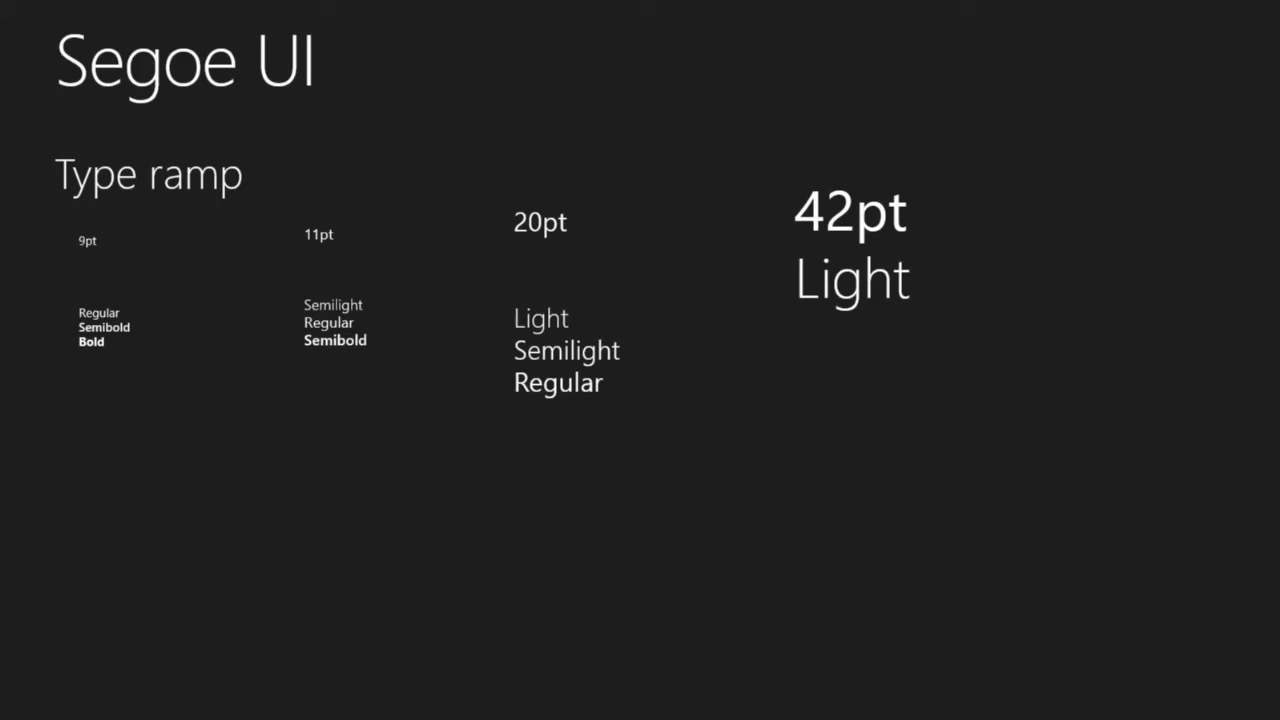 Segoe UI
Type ramp
9pt
Regular
Semibold
Bold
11pt
Semilight
Regular
Semibold
20pt
Light
Semilight
Regular
42pt
Light